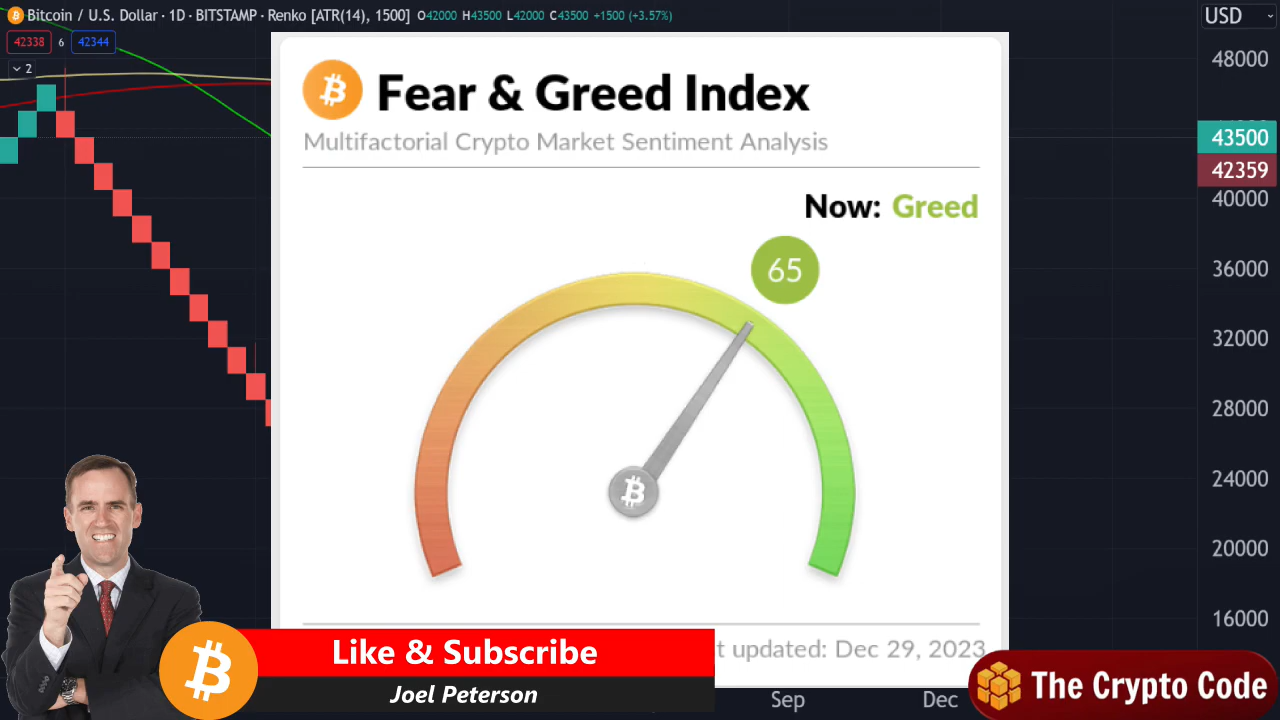 Bitcoin / U.S. Dollar · 1D · BITSTAMP · Renko [ATR(14), 1500] O42000 H43500 L42000 C43500 +1500 (+3.57%)
USD
42338 6 42344
2
48000
43500
42359
40000
36000
32000
28000
24000
20000
16000
Fear & Greed Index
Multifactorial Crypto Market Sentiment Analysis
Now: Greed
65
t updated: Dec 29, 2023
Like & Subscribe
Joel Peterson
The Crypto Code
Sep
Dec